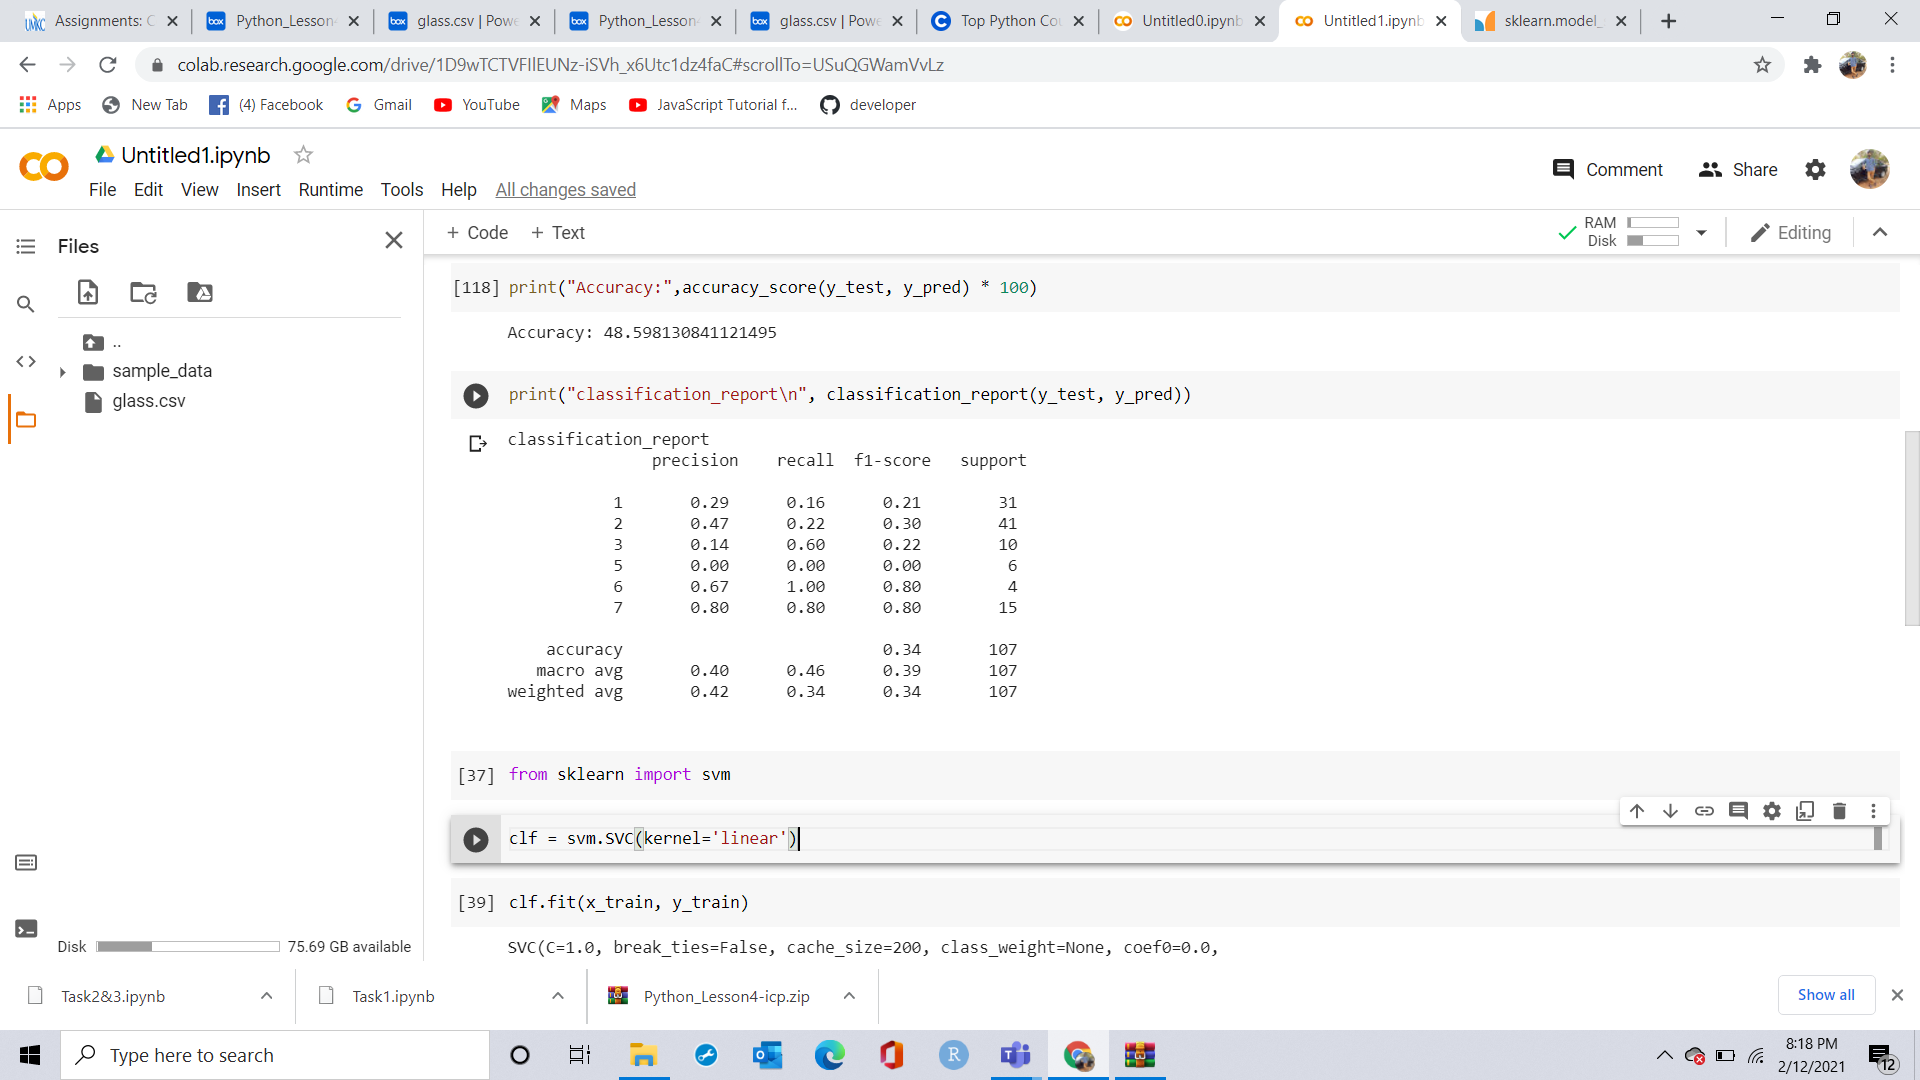 Assignments: C
Python_Lesson
glass.csv | Powe
Python_Lesson
glass.csv | Powe
Top Python Cou
Untitled0.ipynb
Untitled1.ipynb
sklearn.model_
colab.research.google.com/drive/1D9wTCTVFIlEUNz-iSVh_x6Utc1dz4faC#scrollTo=USuQGWamVvLz
Apps New Tab (4) Facebook Gmail YouTube Maps JavaScript Tutorial f... developer
CO Untitled1.ipynb
Comment Share
File Edit View Insert Runtime Tools Help All changes saved
Files
+ Code + Text
RAM
Disk
Editing
..
sample_data
glass.csv
[118] print("Accuracy:",accuracy_score(y_test, y_pred) * 100)
Accuracy: 48.598130841121495
print("classification_report\n", classification_report(y_test, y_pred))
classification_report
precision recall f1-score support
1 0.29 0.16 0.21 31
2 0.47 0.22 0.30 41
3 0.14 0.60 0.22 10
5 0.00 0.00 0.00 6
6 0.67 1.00 0.80 4
7 0.80 0.80 0.80 15
accuracy 0.34 107
macro avg 0.40 0.46 0.39 107
weighted avg 0.42 0.34 0.34 107
[37] from sklearn import svm
clf = svm.SVC(kernel='linear')
[39] clf.fit(x_train, y_train)
SVC(C=1.0, break_ties=False, cache_size=200, class_weight=None, coef0=0.0,
Disk 75.69 GB available
Task2&3.ipynb Task1.ipynb Python_Lesson4-icp.zip Show all
Type here to search
8:18 PM
2/12/2021
12